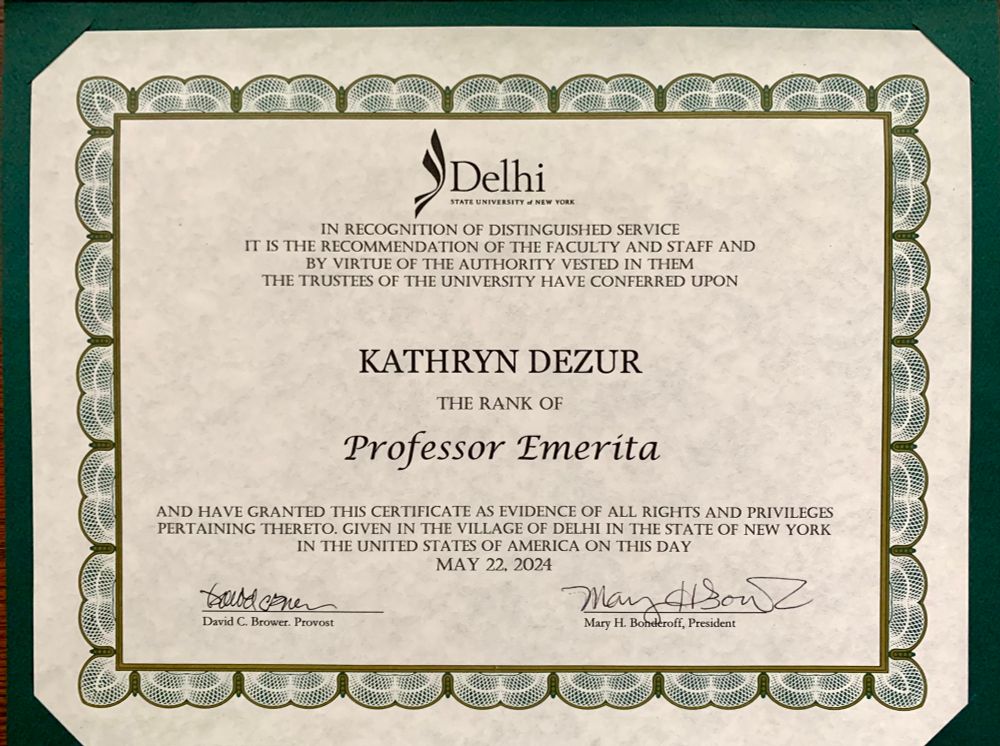 Delhi
STATE UNIVERSITY of NEW YORK
IN RECOGNITION OF DISTINGUISHED SERVICE
IT IS THE RECOMMENDATION OF THE FACULTY AND STAFF AND
BY VIRTUE OF THE AUTHORITY VESTED IN THEM
THE TRUSTEES OF THE UNIVERSITY HAVE CONFERRED UPON
KATHRYN DEZUR
THE RANK OF
Professor Emerita
AND HAVE GRANTED THIS CERTIFICATE AS EVIDENCE OF ALL RIGHTS AND PRIVILEGES
PERTAINING THERETO. GIVEN IN THE VILLAGE OF DELHI IN THE STATE OF NEW YORK
IN THE UNITED STATES OF AMERICA ON THIS DAY
MAY 22, 2024
David C. Brower. Provost
Mary H. Bonderoff, President